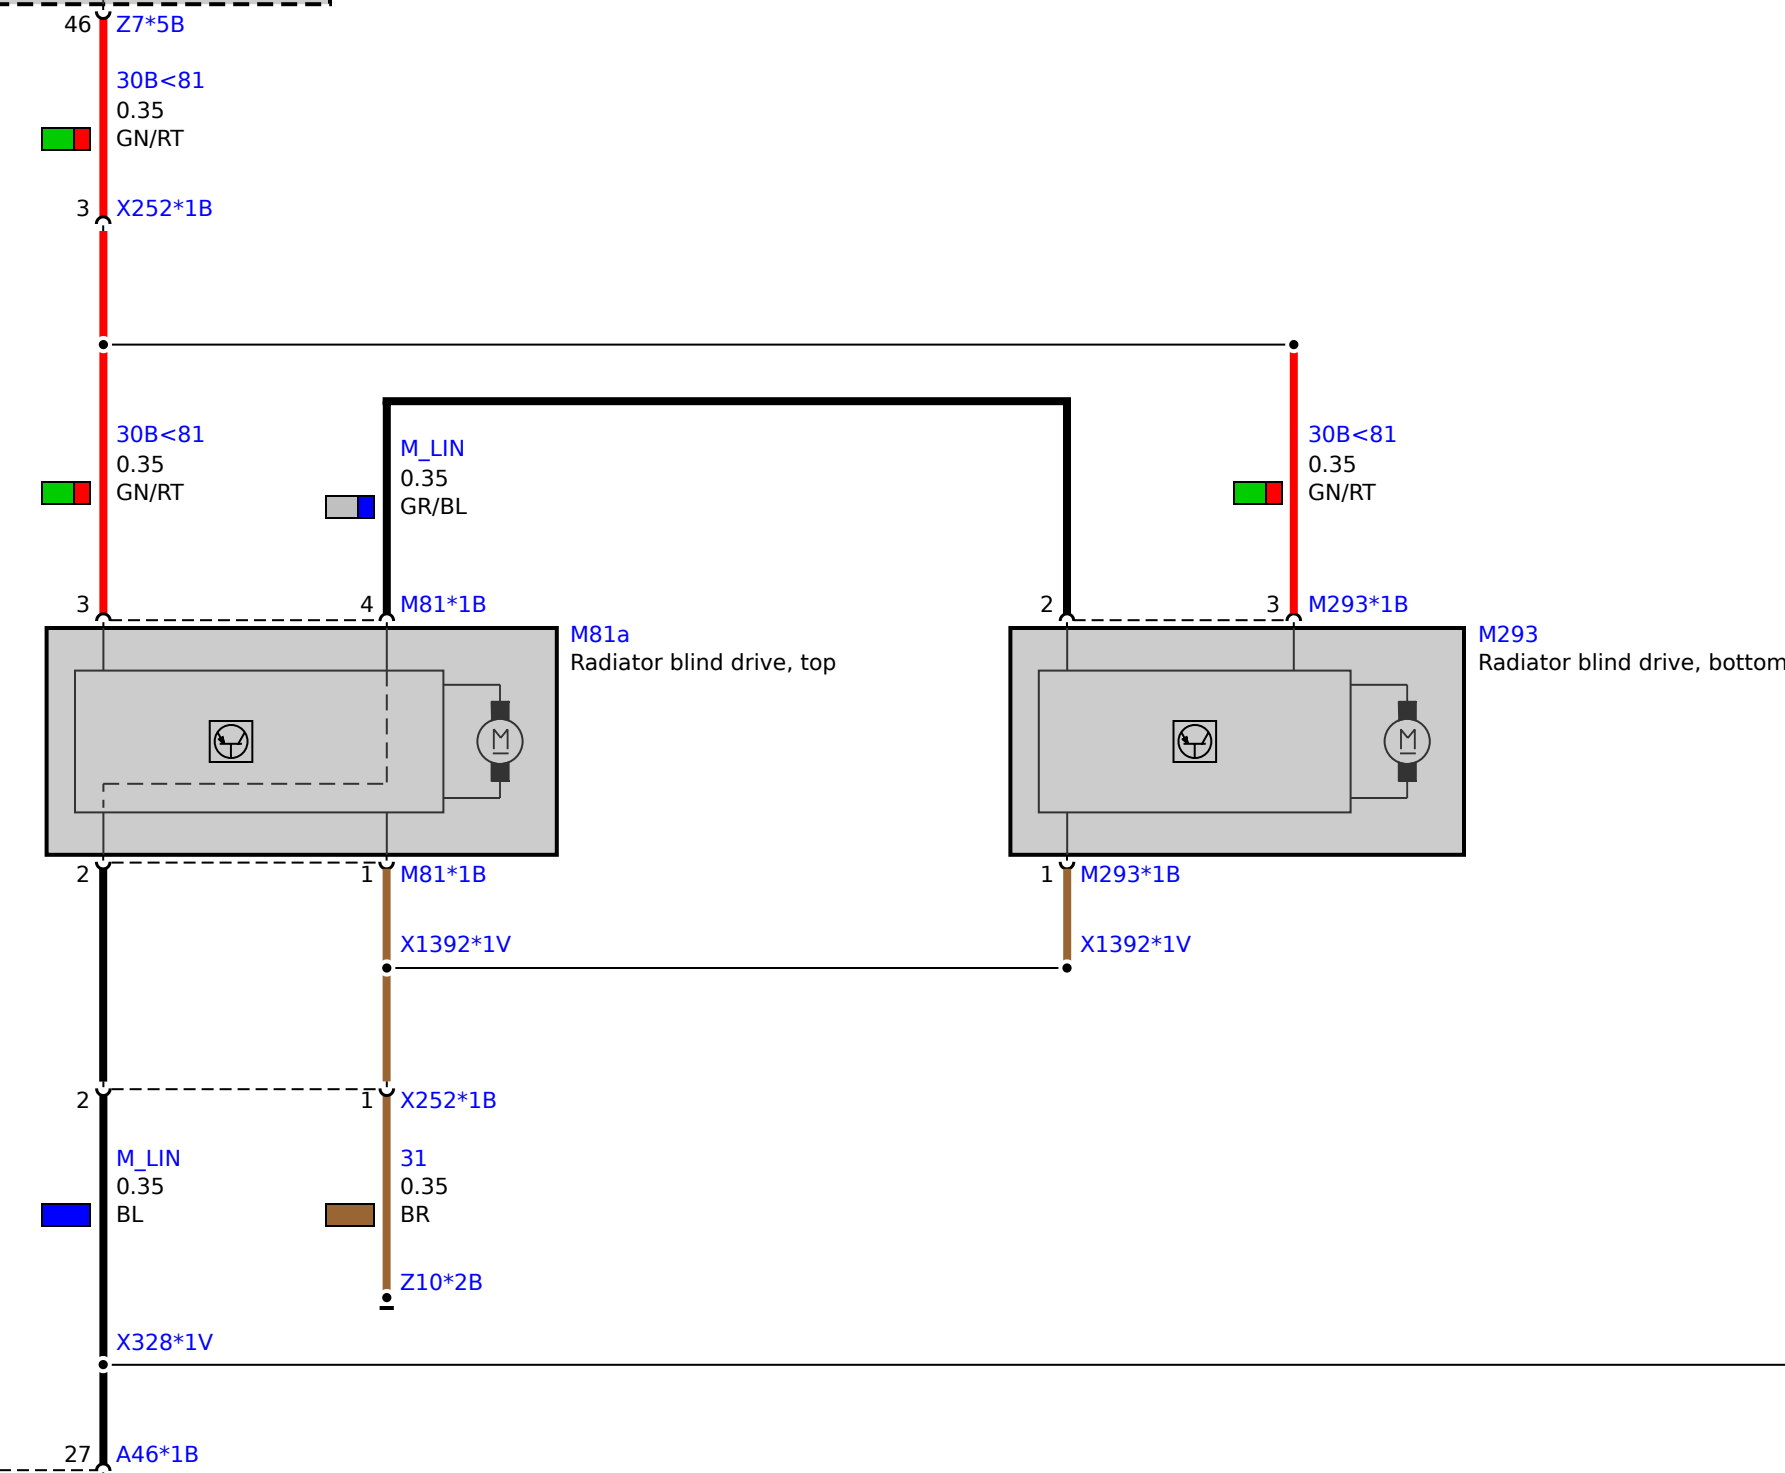 46 Z7*5B
30B<81
0.35
GN/RT
3 X252*1B
30B<81
0.35
GN/RT
M_LIN
0.35
GR/BL
30B<81
0.35
GN/RT
3 4 M81*1B
2 3 M293*1B
M81a
Radiator blind drive, top
M
M293
Radiator blind drive, bottom
M
2 1 M81*1B
1 M293*1B
X1392*1V
X1392*1V
2 1 X252*1B
M_LIN
0.35
BL
31
0.35
BR
Z10*2B
X328*1V
27 A46*1B